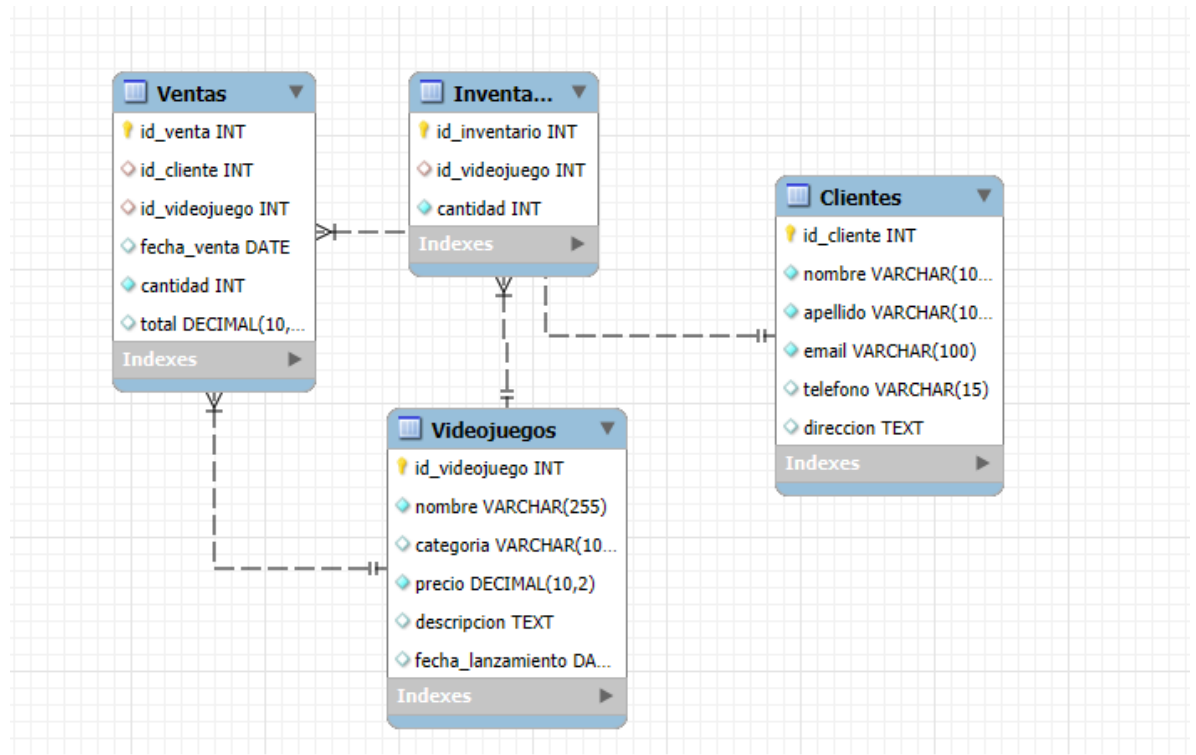 Ventas
id_venta INT
id_cliente INT
id_videojuego INT
fecha_venta DATE
cantidad INT
total DECIMAL(10,...
Indexes
Inventa...
id_inventario INT
id_videojuego INT
cantidad INT
Indexes
Clientes
id_cliente INT
nombre VARCHAR(10...
apellido VARCHAR(10...
email VARCHAR(100)
telefono VARCHAR(15)
direccion TEXT
Indexes
Videojuegos
id_videojuego INT
nombre VARCHAR(255)
categoria VARCHAR(10...
precio DECIMAL(10,2)
descripcion TEXT
fecha_lanzamiento DA...
Indexes